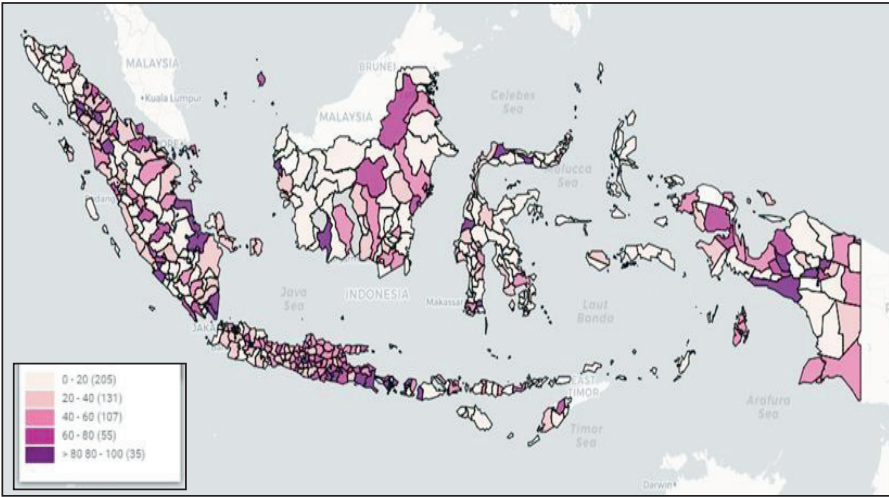 MALAYSIA
Kuala Lumpur
BRUNEI
MALAYSIA
Celebes
Sea
Molucca
Sea
Java
Sea
INDONESIA
Makassar
Laut
Banda
JAKA
EAST
TIMOR
Timor
Sea
Arafura
Sea
Darwin
0 - 20 (205)
20 - 40 (131)
40 - 60 (107)
60 - 80 (55)
> 80 80 - 100 (35)